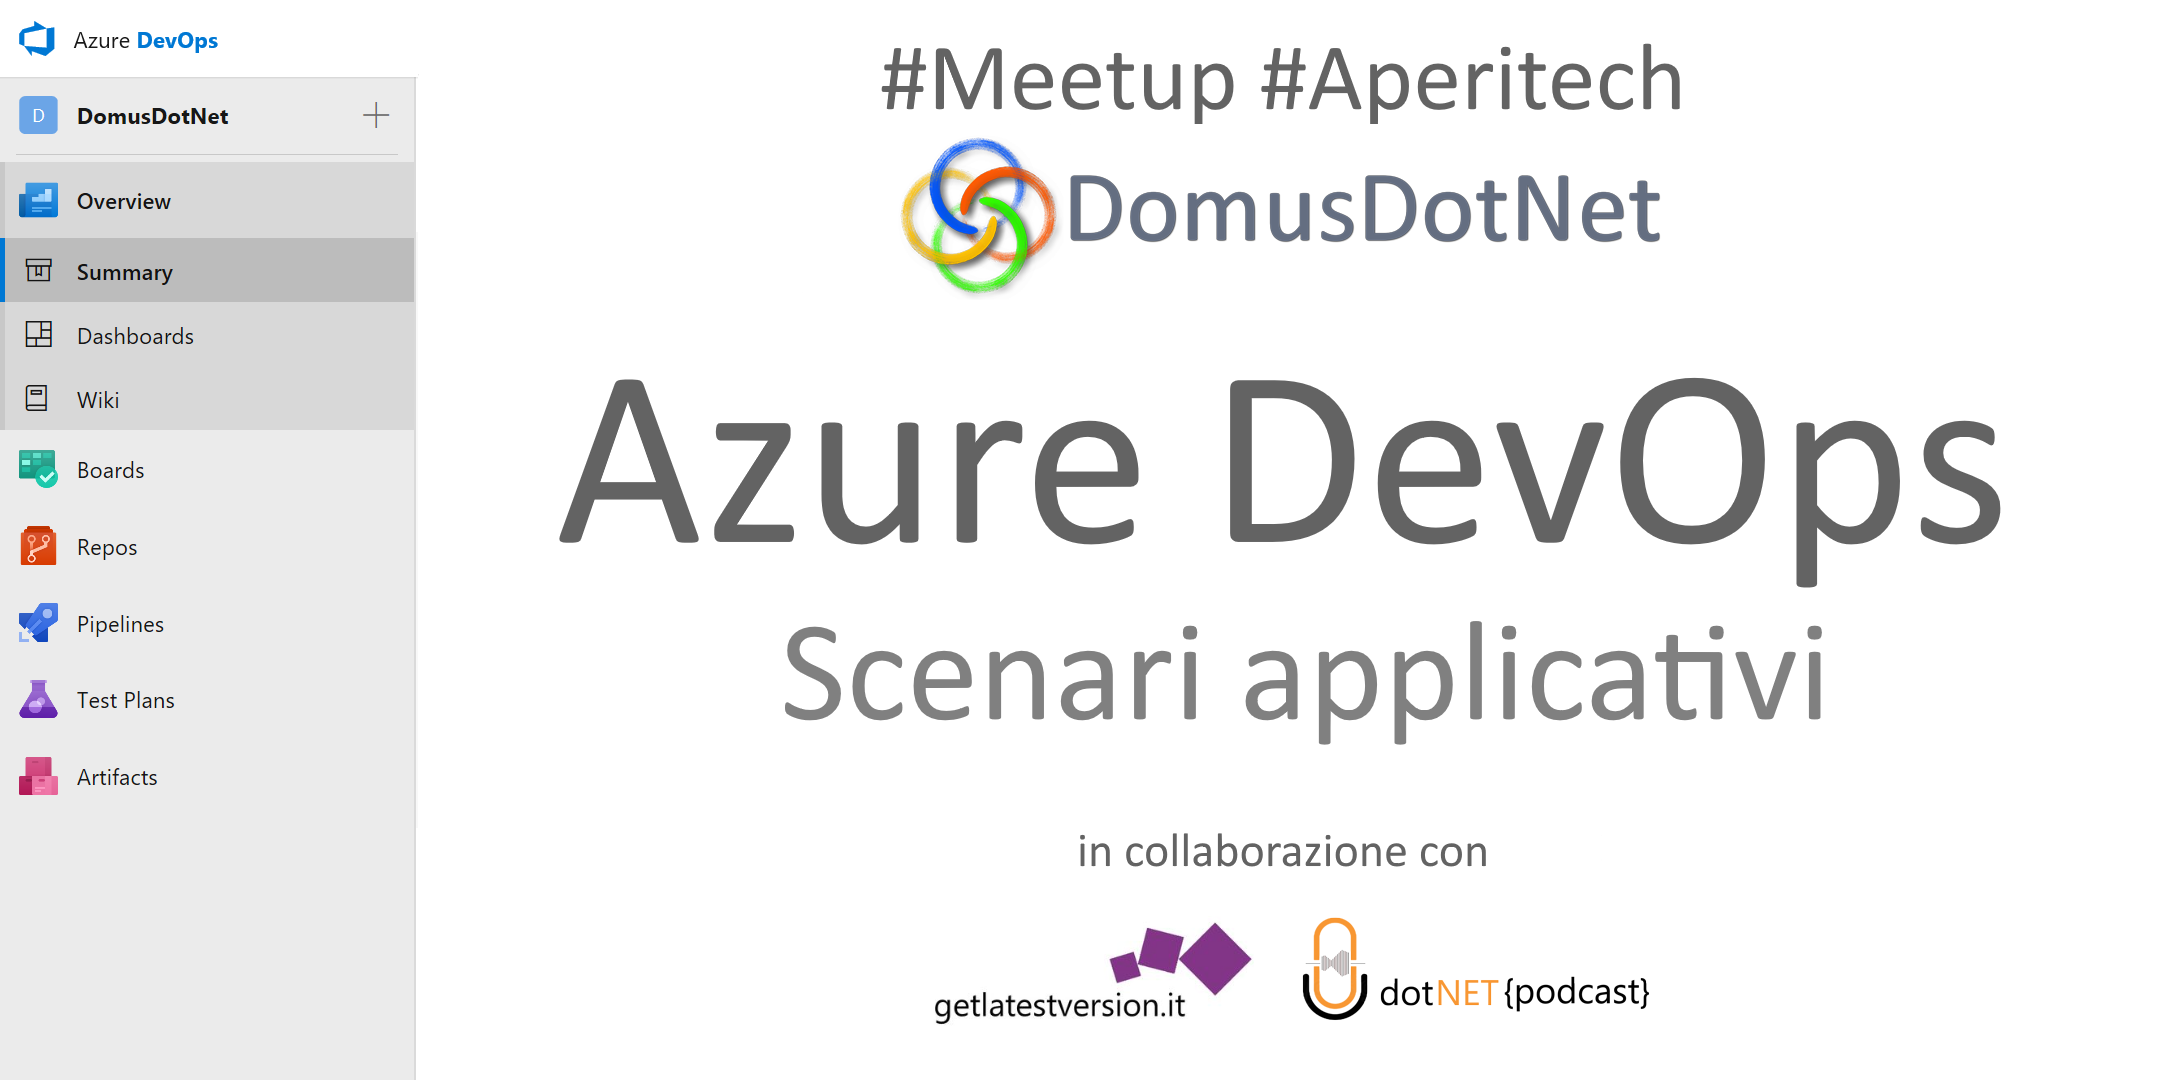 Azure DevOps
D
DomusDotNet
Overview
Summary
Dashboards
Wiki
Boards
Repos
Pipelines
Test Plans
Artifacts
#Meetup #Aperitech
DomusDotNet
Azure DevOps
Scenari applicativi
in collaborazione con
getlatestversion.it
dotNET{podcast}